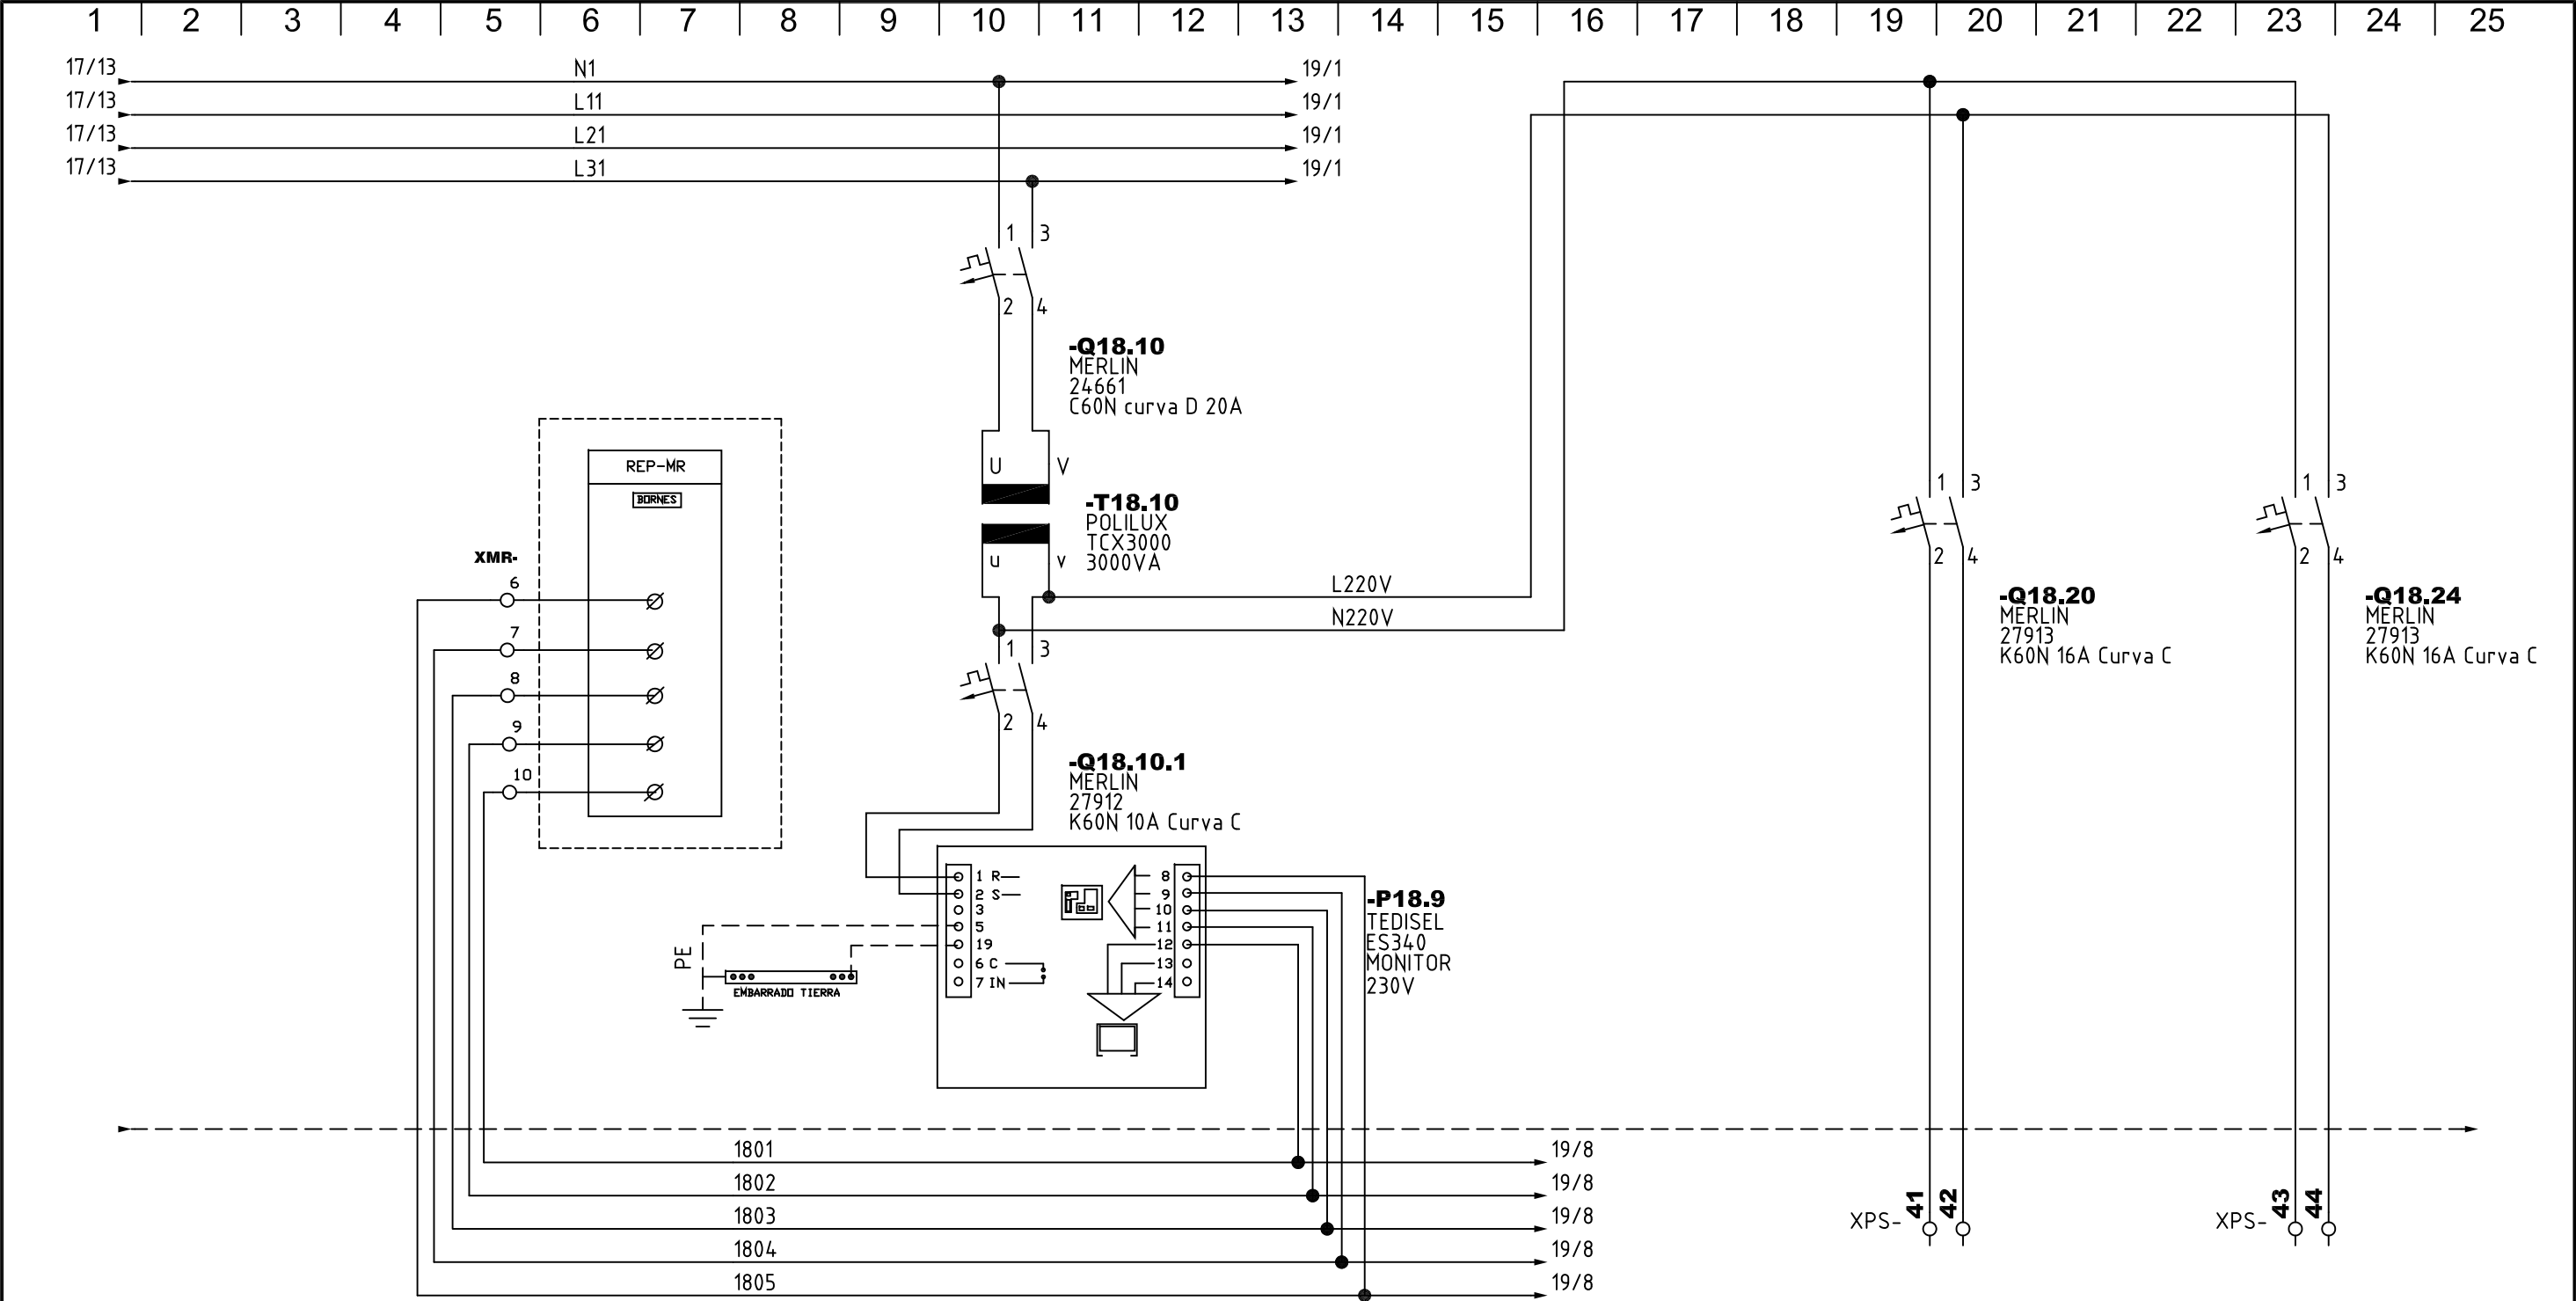 1 2 3 4 5 6 7 8 9 10 11 12 13 14 15 16 17 18 19 20 21 22 23 24 25
17/13 N1 19/1
17/13 L11 19/1
17/13 L21 19/1
17/13 L31 19/1
1 3
2 4
-Q18.10
MERLIN
24661
C60N curva D 20A
REP-MR
BORNES
U V
-T18.10
POLILUX
TCX3000
3000VA
u v
1 3
2 4
1 3
2 4
XMR-
6
7
8
9
10
L220V
N220V
-Q18.20
MERLIN
27913
K60N 16A Curva C
-Q18.24
MERLIN
27913
K60N 16A Curva C
1 3
2 4
-Q18.10.1
MERLIN
27912
K60N 10A Curva C
1 R
2 S
3
5
19
6 C
7 IN
8
9
10
11
12
13
14
-P18.9
TEDISEL
ES340
MONITOR
230V
PE
EMBARRADO TIERRA
1801 19/8
1802 19/8
1803 19/8
1804 19/8
1805 19/8
XPS- 41 42
XPS- 43 44